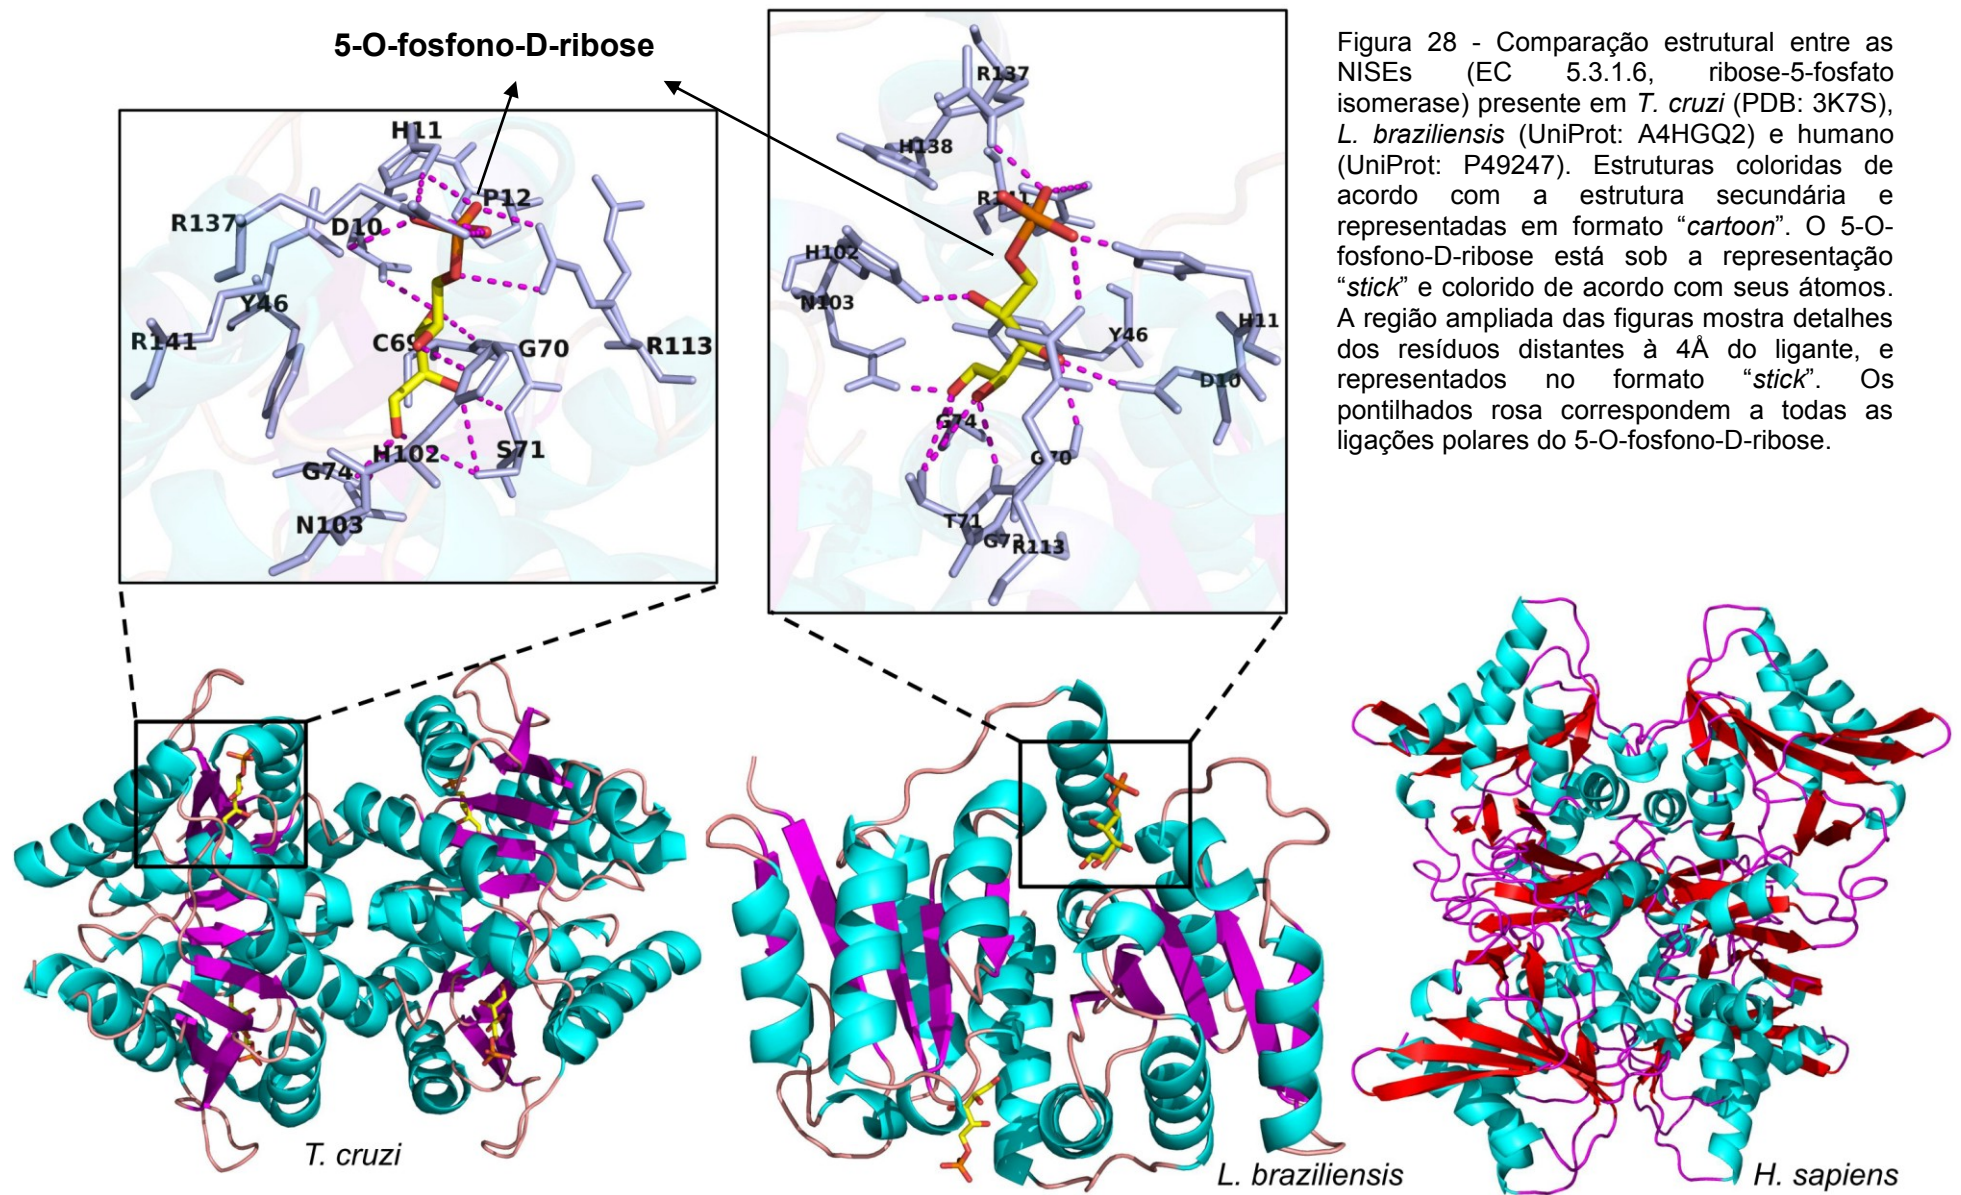 5-O-fosfono-D-ribose
Figura 28 - Comparação estrutural entre as
NISEs (EC 5.3.1.6, ribose-5-fosfato
isomerase) presente em T. cruzi (PDB: 3K7S),
L. braziliensis (UniProt: A4HGQ2) e humano
(UniProt: P49247). Estruturas coloridas de
acordo com a estrutura secundária e
representadas em formato “cartoon”. O 5-O-
fosfono-D-ribose está sob a representação
“stick” e colorido de acordo com seus átomos.
A região ampliada das figuras mostra detalhes
dos resíduos distantes à 4Å do ligante, e
representados no formato “stick”. Os
pontilhados rosa correspondem a todas as
ligações polares do 5-O-fosfono-D-ribose.
H11
P12
R137
D10
Y46
R141
C69
G70
R113
H102
S71
G74
N103
R137
H138
H102
N103
Y46
H11
D10
G74
G70
T71
R113
T. cruzi
L. braziliensis
H. sapiens